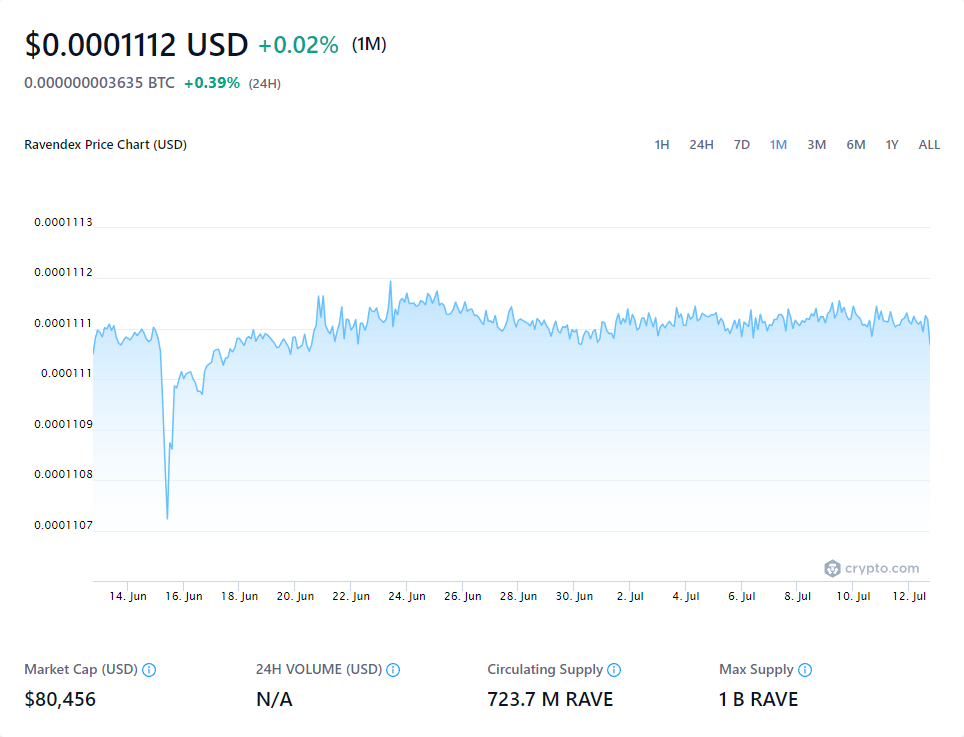 $0.0001112 USD +0.02% (1M)
0.000000003635 BTC +0.39% (24H)
Ravendex Price Chart (USD) 1H 24H 7D 1M 3M 6M 1Y ALL
0.0001113
0.0001112
0.0001111
0.000111
0.0001109
0.0001108
0.0001107
crypto.com
14. Jun 16. Jun 18. Jun 20. Jun 22. Jun 24. Jun 26. Jun 28. Jun 30. Jun 2. Jul 4. Jul 6. Jul 8. Jul 10. Jul 12. Jul
Market Cap (USD) 24H VOLUME (USD) Circulating Supply Max Supply
$80,456 N/A 723.7 M RAVE 1 B RAVE